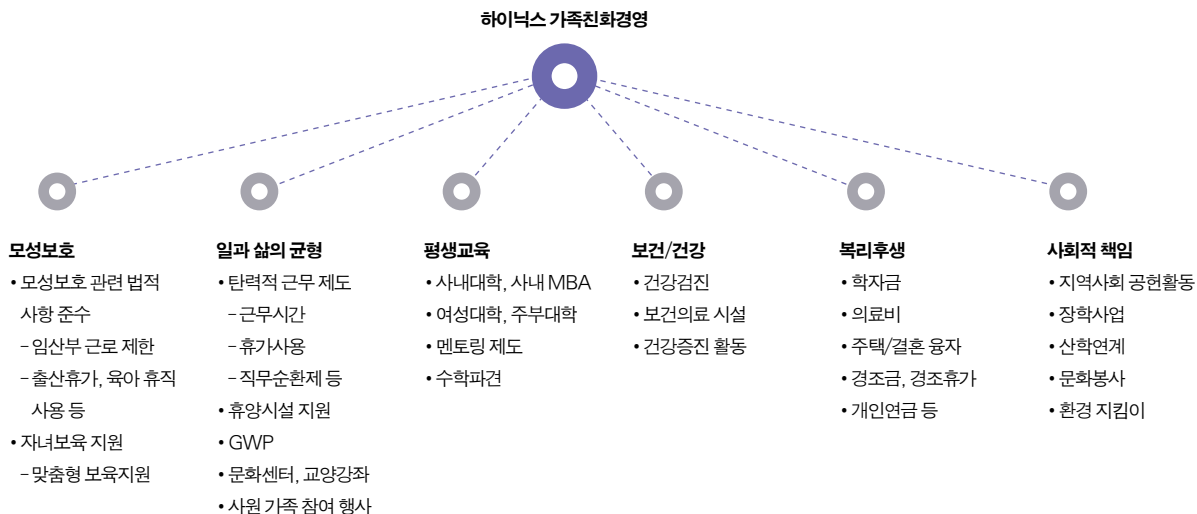 하이닉스 가족친화경영
모성보호
• 모성보호 관련 법적
사항 준수
- 임산부 근로 제한
- 출산휴가, 육아 휴직
사용 등
• 자녀보육 지원
- 맞춤형 보육지원
일과 삶의 균형
• 탄력적 근무 제도
- 근무시간
- 휴가사용
- 직무순환제 등
• 휴양시설 지원
• GWP
• 문화센터, 교양강좌
• 사원 가족 참여 행사
평생교육
• 사내대학, 사내 MBA
• 여성대학, 주부대학
• 멘토링 제도
• 수학파견
보건/건강
• 건강검진
• 보건의료 시설
• 건강증진 활동
복리후생
• 학자금
• 의료비
• 주택/결혼 융자
• 경조금, 경조휴가
• 개인연금 등
사회적 책임
• 지역사회 공헌활동
• 장학사업
• 산학연계
• 문화봉사
• 환경 지킴이